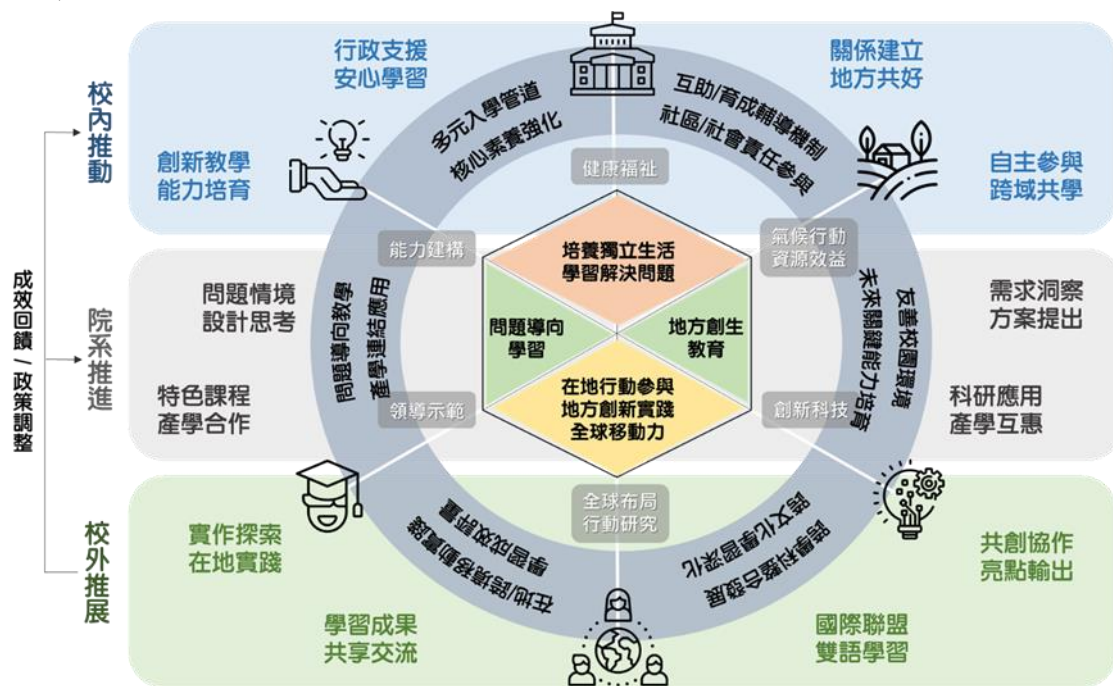 成效回饋 / 政策調整
校內推動
行政支援
安心學習
創新教學
能力培育
關係建立
地方共好
自主參與
跨域共學
院系推進
問題情境
設計思考
特色課程
產學合作
需求洞察
方案提出
科研應用
產學互惠
校外推展
實作探索
在地實踐
學習成果
共享交流
共創協作
亮點輸出
國際聯盟
雙語學習
多元入學管道
核心素養強化
互助/育成輔導機制
社區/社會責任參與
友善校園環境
未來關鍵能力培育
跨學科整合發展
跨文化學習深化
在地/跨境移動實踐
學習成效評量
問題導向教學
產學連結應用
健康福祉
氣候行動
資源效益
創新科技
全球布局
行動研究
領導示範
能力建構
培養獨立生活
學習解決問題
問題導向
學習
地方創生
教育
在地行動參與
地方創新實踐
全球移動力